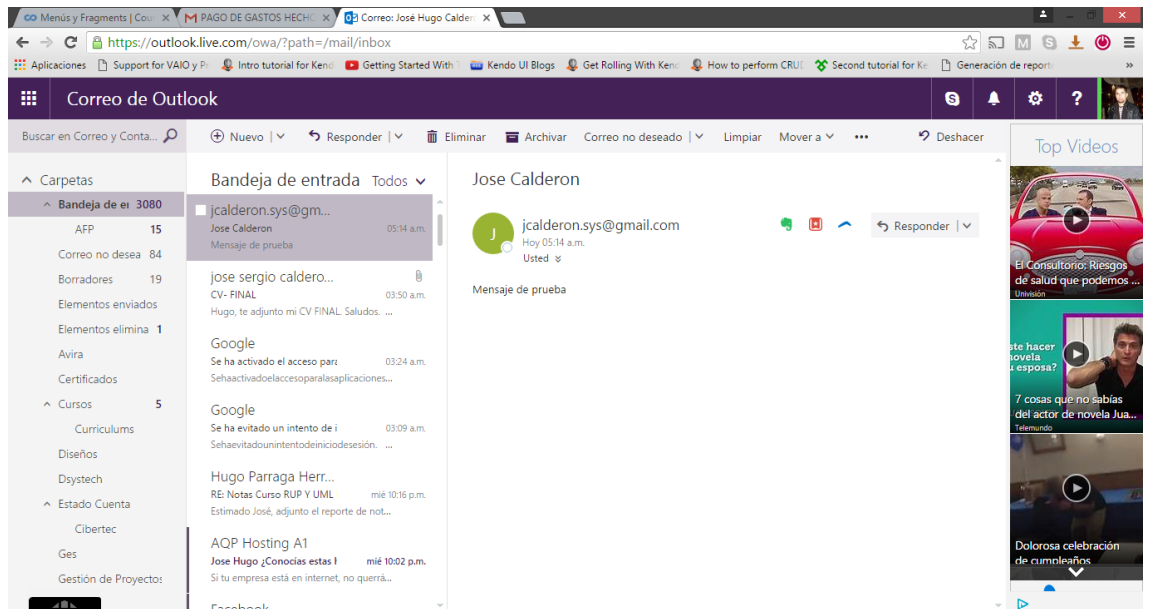 Menús y Fragments | Cou
PAGO DE GASTOS HECHO
Correo: José Hugo Calder
https://outlook.live.com/owa/?path=/mail/inbox
Aplicaciones Support for VAIO y P Intro tutorial for Kend Getting Started With Kendo UI Blogs Get Rolling With Kend How to perform CRUD Second tutorial for Ke Generación de report »
Correo de Outlook
Buscar en Correo y Conta...
Nuevo Responder Eliminar Archivar Correo no deseado Limpiar Mover a ••• Deshacer
Carpetas
Bandeja de er 3080
AFP 15
Correo no desea 84
Borradores 19
Elementos enviados
Elementos elimina 1
Avira
Certificados
Cursos 5
Curriculums
Diseños
Dsystech
Estado Cuenta
Cibertec
Ges
Gestión de Proyectos
Bandeja de entrada Todos
jcalderon.sys@gm...
Jose Calderon 05:14 a.m.
Mensaje de prueba
jose sergio caldero...
CV- FINAL 03:50 a.m.
Hugo, te adjunto mi CV FINAL. Saludos. ...
Google
Se ha activado el acceso para 03:24 a.m.
Sehaactivadoelaccesoparalasaplicaciones...
Google
Se ha evitado un intento de i 03:09 a.m.
Sehaevitadounintentodeiniciodesesión. ...
Hugo Parraga Herr...
RE: Notas Curso RUP Y UML mié 10:16 p.m.
Estimado José, adjunto el reporte de not...
AQP Hosting A1
Jose Hugo ¿Conocías estas h mié 10:02 p.m.
Si tu empresa está en internet, no querrá...
Facebook
Jose Calderon
J
jcalderon.sys@gmail.com
Hoy 05:14 a.m.
Usted
Responder
Mensaje de prueba
Top Videos
El Consultorio: Riesgos
de salud que podemos ...
Univisión
ste hacer
novela
u esposa?
7 cosas que no sabías
del actor de novela Jua...
Telemundo
Dolorosa celebración
de cumpleaños